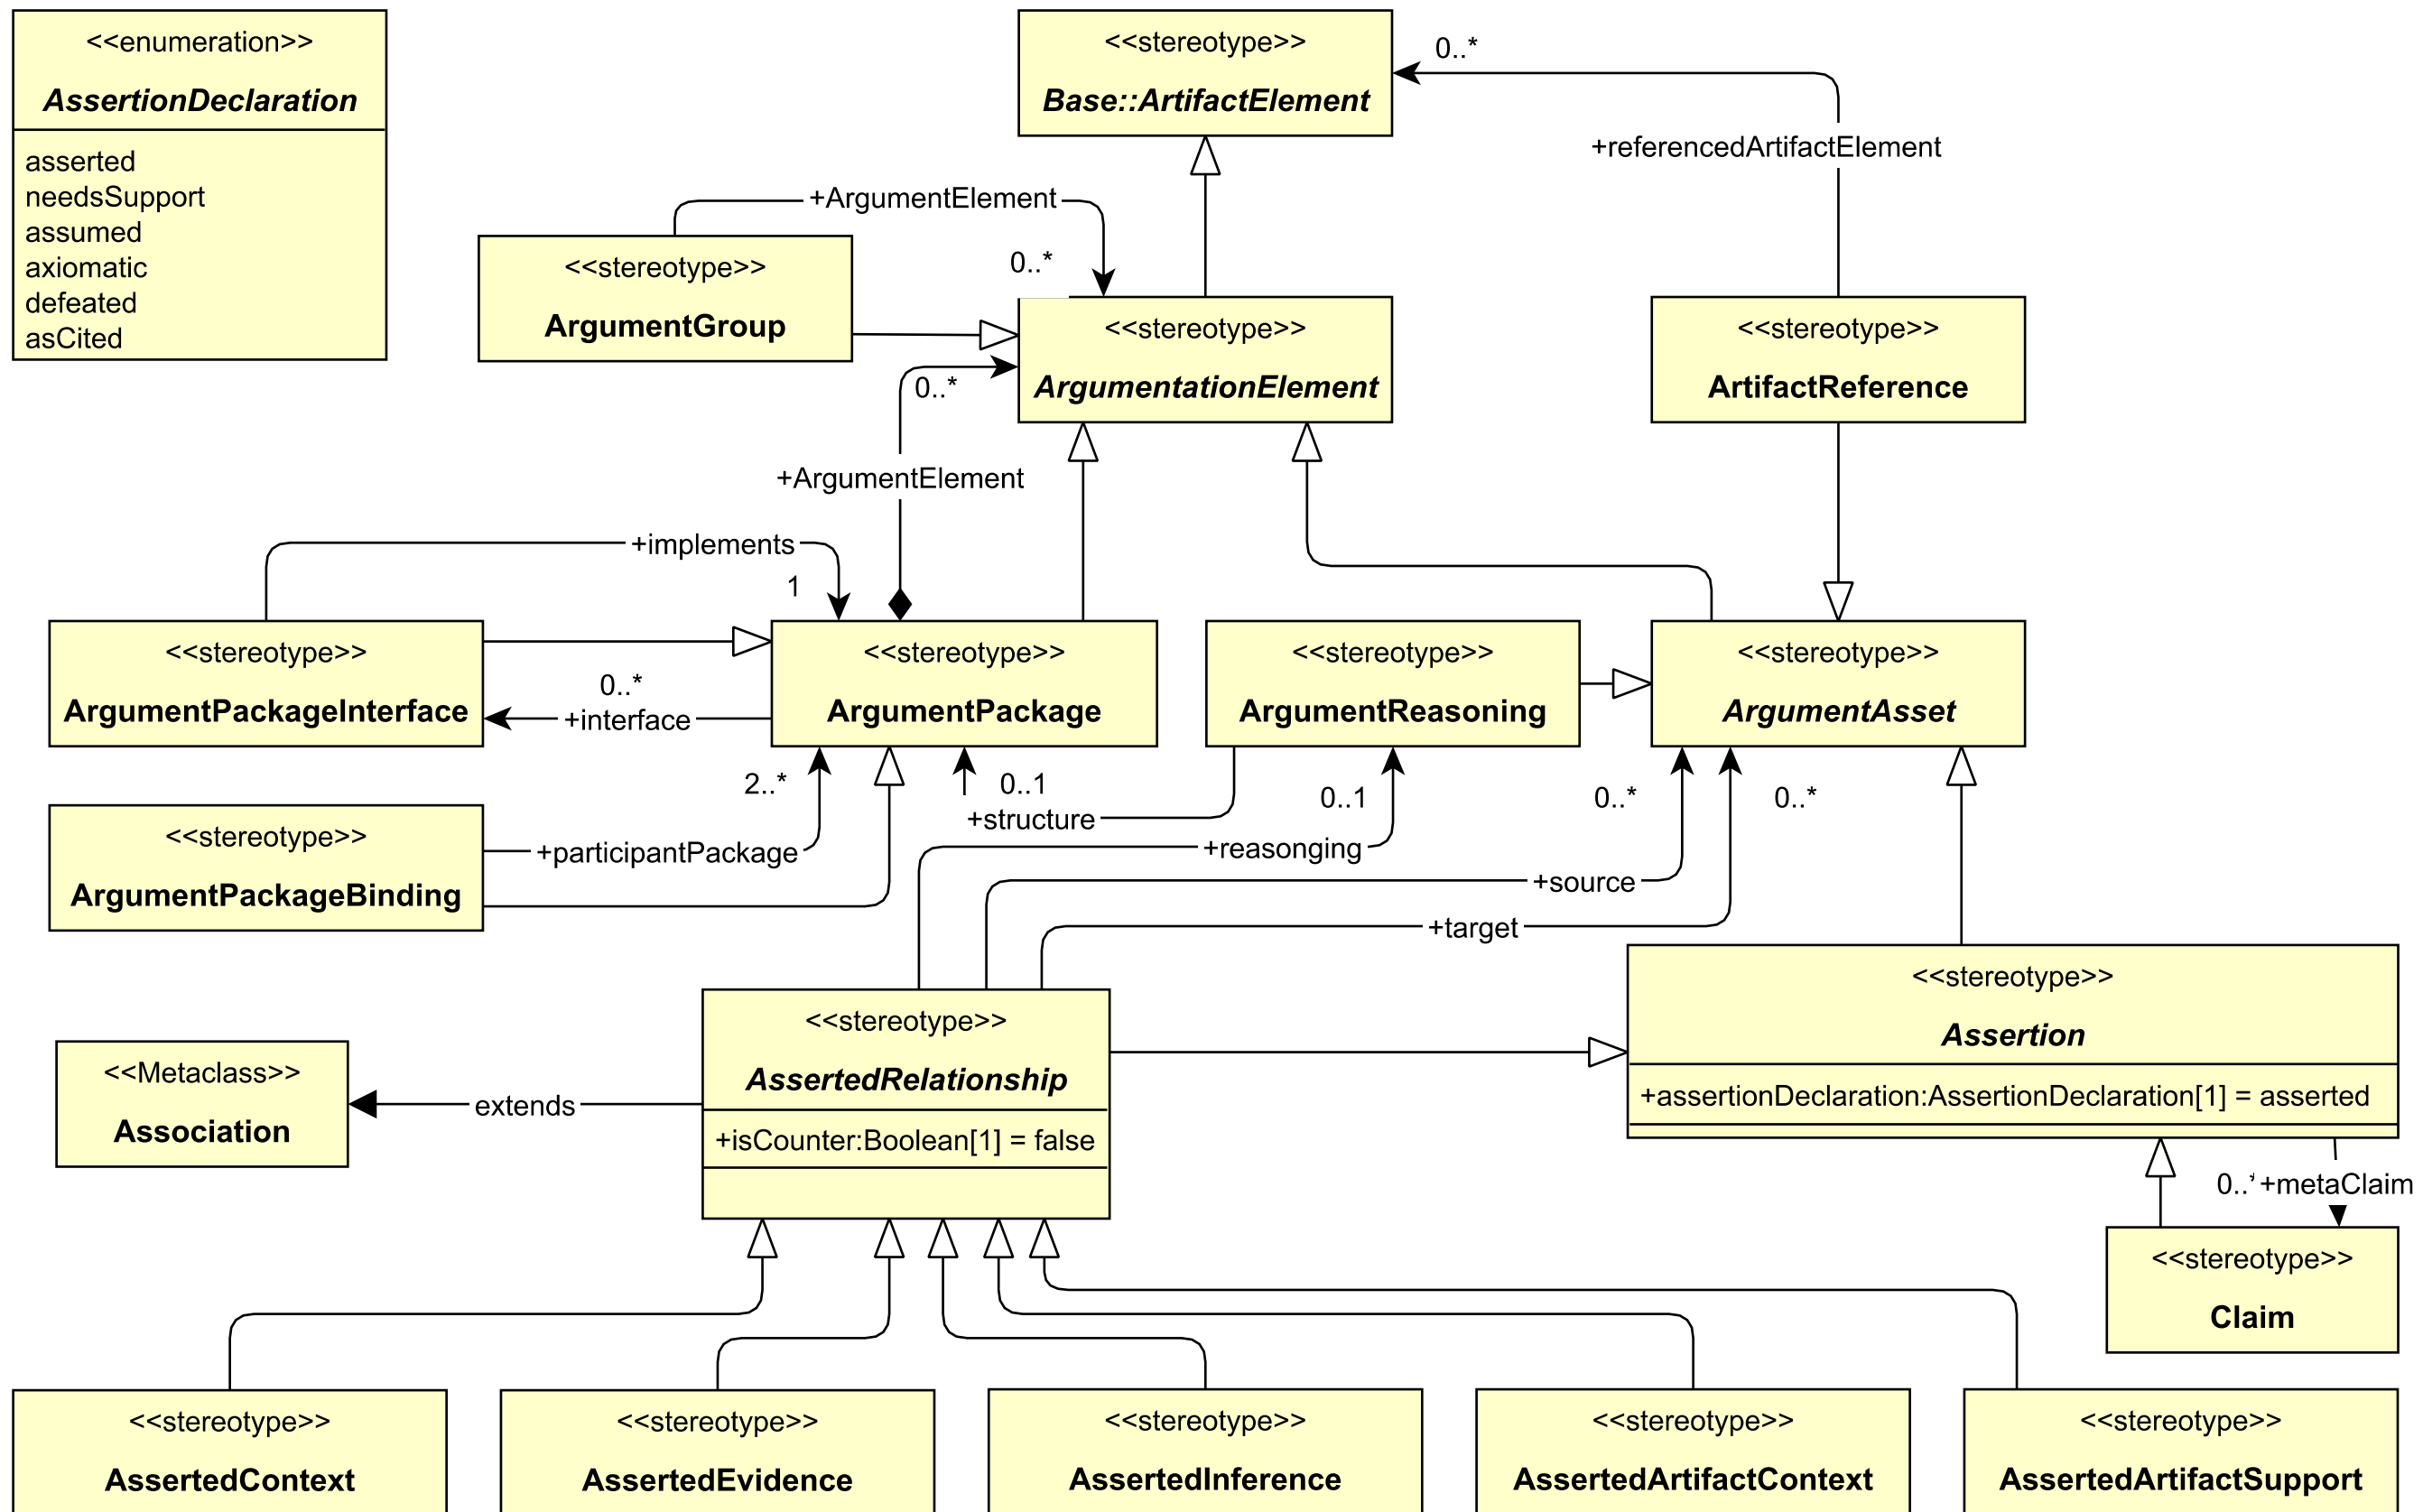 <<enumeration>>
AssertionDeclaration
asserted
needsSupport
assumed
axiomatic
defeated
asCited
<<stereotype>>
Base::ArtifactElement
0..*
+referencedArtifactElement
+ArgumentElement
0..*
<<stereotype>>
ArgumentGroup
<<stereotype>>
ArgumentationElement
<<stereotype>>
ArtifactReference
0..*
+ArgumentElement
+implements
1
<<stereotype>>
ArgumentPackageInterface
0..*
+interface
<<stereotype>>
ArgumentPackage
<<stereotype>>
ArgumentReasoning
<<stereotype>>
ArgumentAsset
2..*
0..1
+structure
0..1
0..*
0..*
<<stereotype>>
ArgumentPackageBinding
+participantPackage
+reasonging
+source
+target
<<stereotype>>
Assertion
+assertionDeclaration:AssertionDeclaration[1] = asserted
<<stereotype>>
AssertedRelationship
+isCounter:Boolean[1] = false
<<Metaclass>>
Association
extends
+metaClaim
<<stereotype>>
Claim
<<stereotype>>
AssertedContext
<<stereotype>>
AssertedEvidence
<<stereotype>>
AssertedInference
<<stereotype>>
AssertedArtifactContext
<<stereotype>>
AssertedArtifactSupport